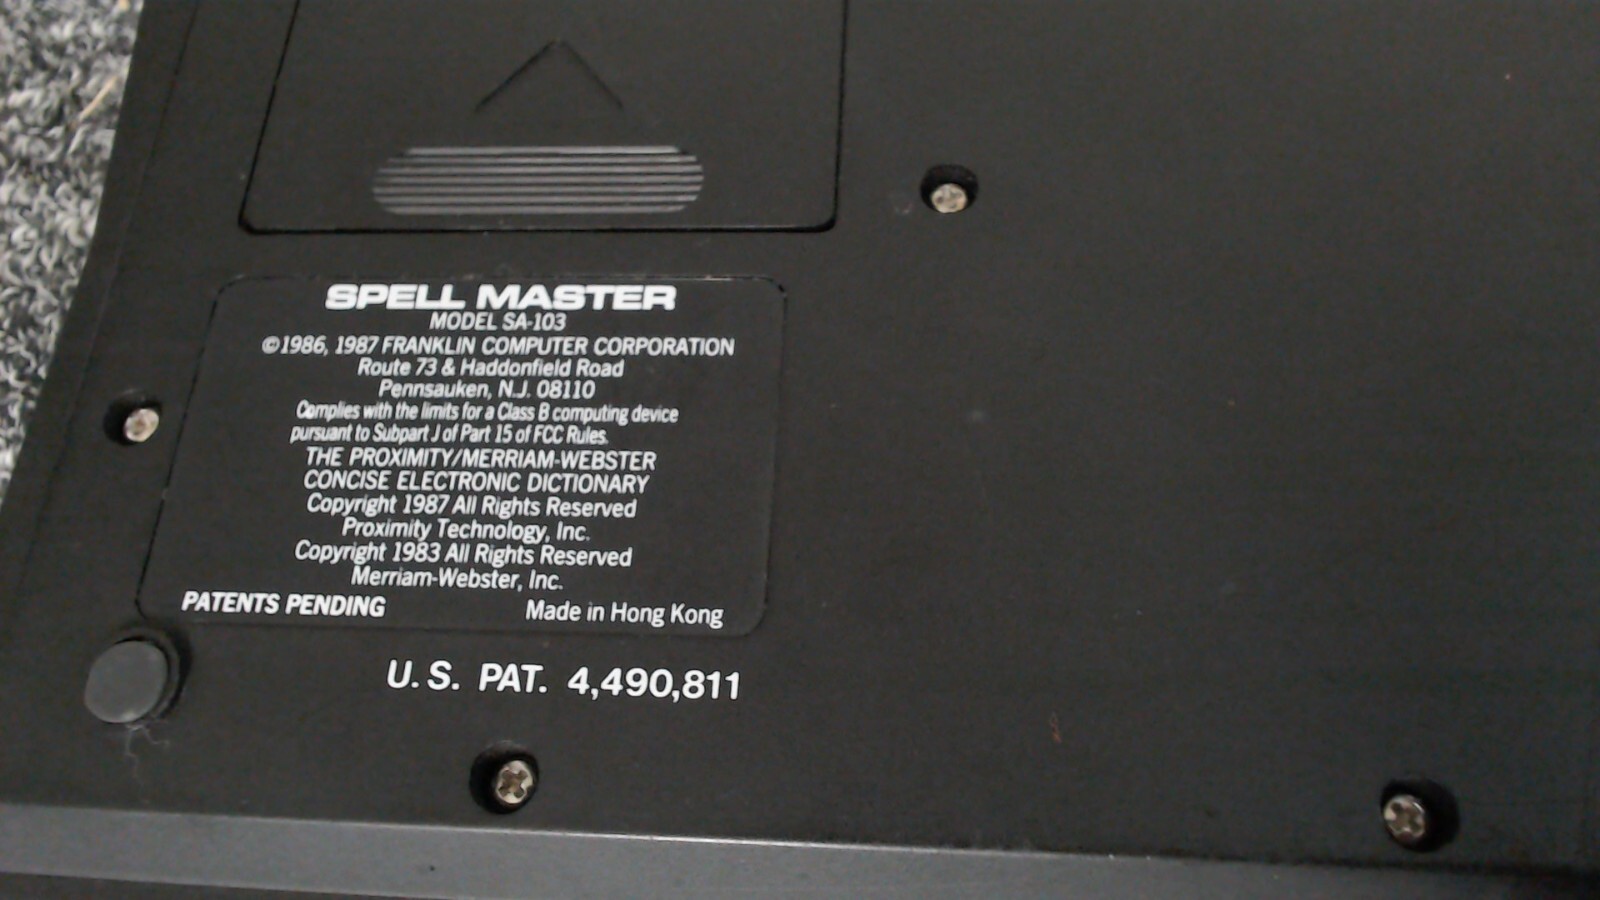 SPELL MASTER
MODEL SA-103
©1986, 1987 FRANKLIN COMPUTER CORPORATION
Route 73 & Haddonfield Road
Pennsauken, N.J. 08110
Complies with the limits for a Class B computing device
pursuant to Subpart J of Part 15 of FCC Rules.
THE PROXIMITY/MERRIAM-WEBSTER
CONCISE ELECTRONIC DICTIONARY
Copyright 1987 All Rights Reserved
Proximity Technology, Inc.
Copyright 1983 All Rights Reserved
Merriam-Webster, Inc.
PATENTS PENDING Made in Hong Kong
U.S. PAT. 4,490,811